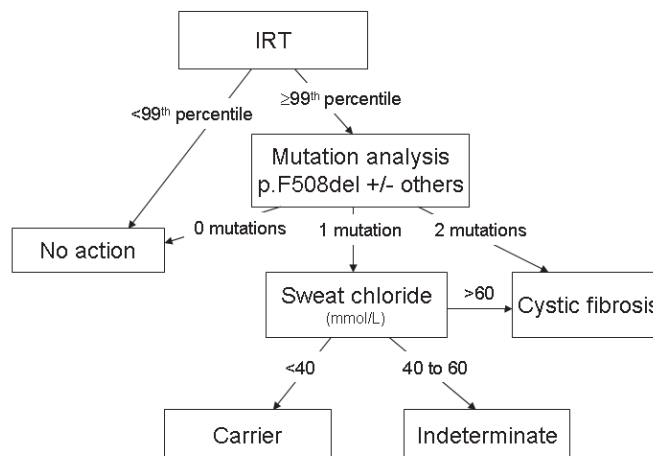 IRT
<99th percentile
≥99th percentile
Mutation analysis
p.F508del +/- others
0 mutations
1 mutation
2 mutations
No action
Sweat chloride
(mmol/L)
>60
Cystic fibrosis
<40
40 to 60
Carrier
Indeterminate